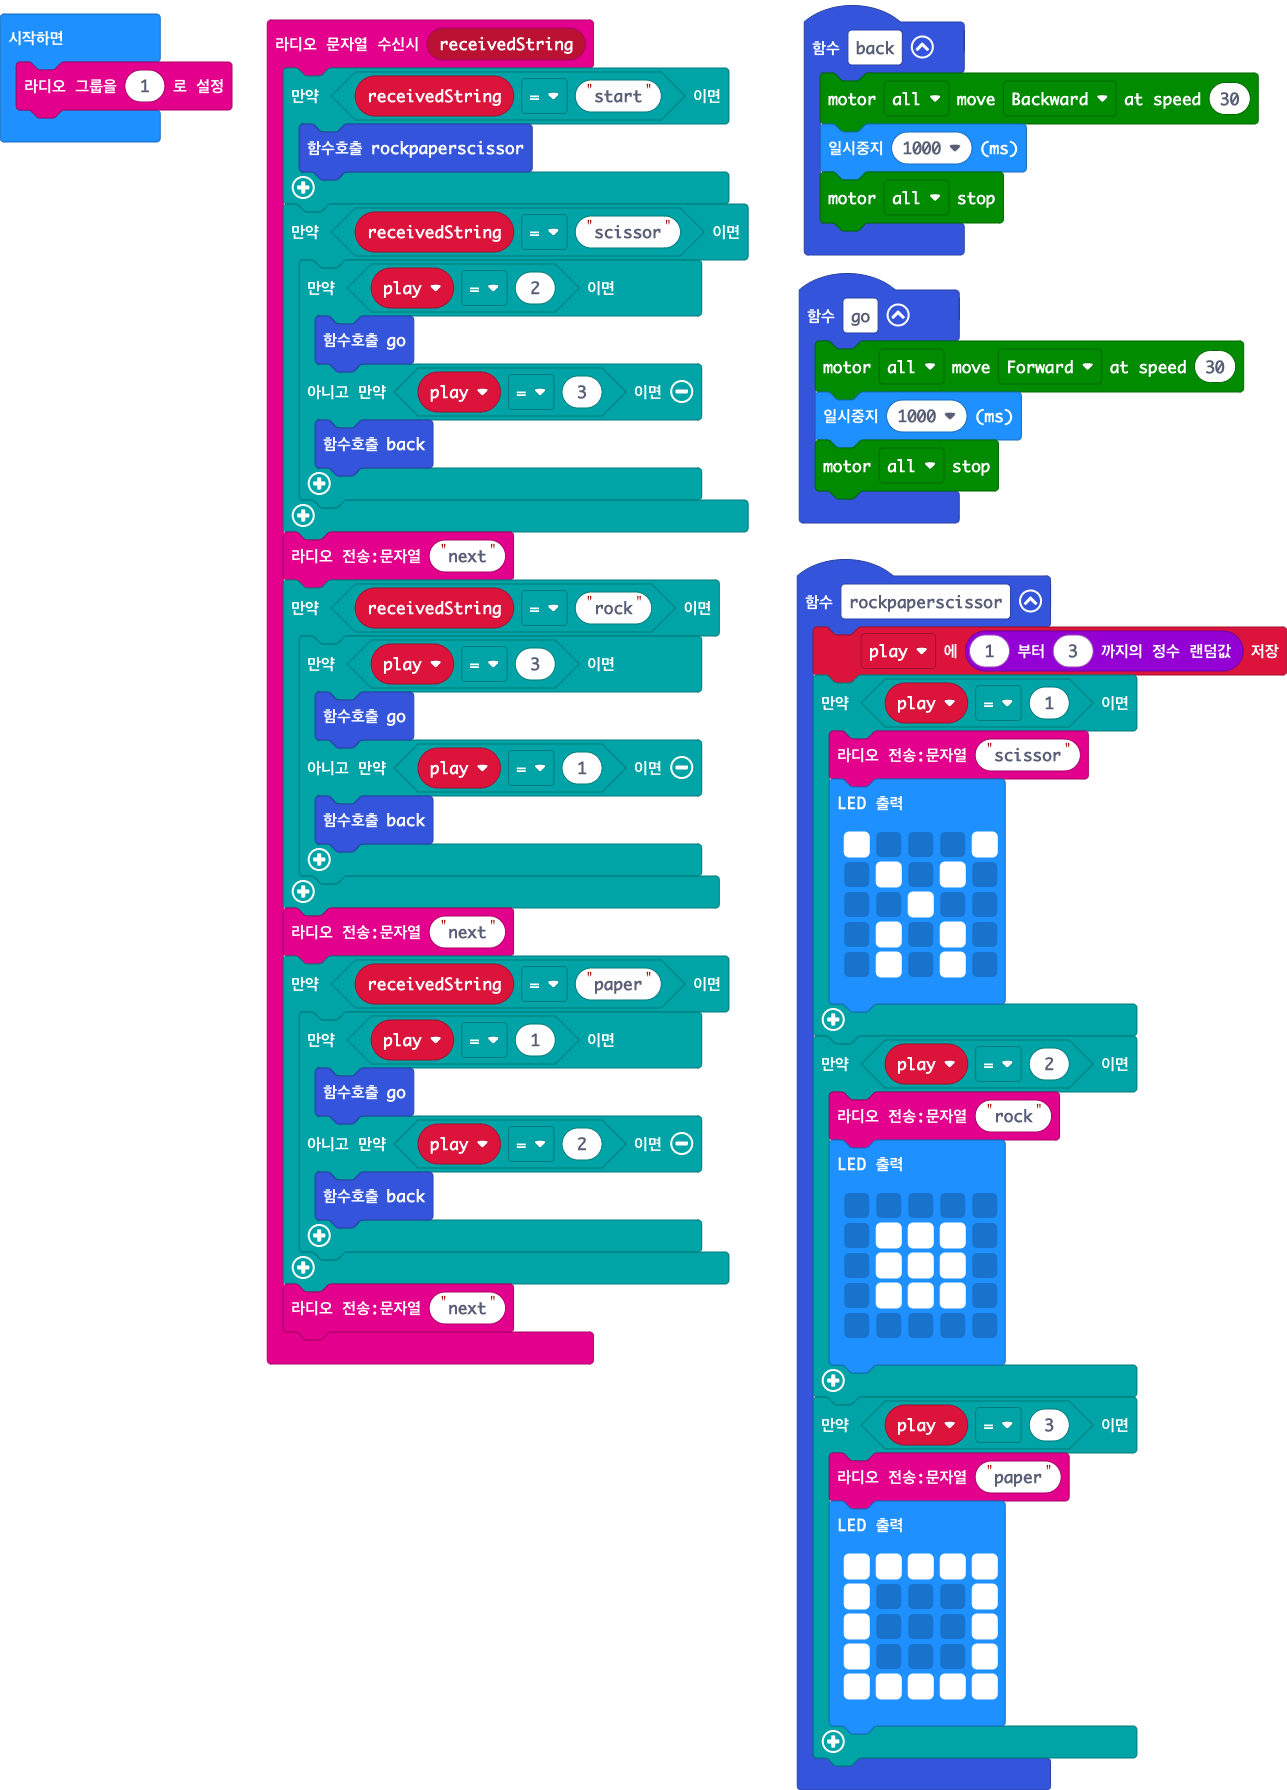 시작하면
라디오 그룹을 1 로 설정
라디오 문자열 수신시 receivedString
만약 receivedString = "start" 이면
함수호출 rockpaperscissor
만약 receivedString = "scissor" 이면
만약 play = 2 이면
함수호출 go
아니고 만약 play = 3 이면
함수호출 back
라디오 전송:문자열 "next"
만약 receivedString = "rock" 이면
만약 play = 3 이면
함수호출 go
아니고 만약 play = 1 이면
함수호출 back
라디오 전송:문자열 "next"
만약 receivedString = "paper" 이면
만약 play = 1 이면
함수호출 go
아니고 만약 play = 2 이면
함수호출 back
라디오 전송:문자열 "next"
함수 back
motor all move Backward at speed 30
일시중지 1000 (ms)
motor all stop
함수 go
motor all move Forward at speed 30
일시중지 1000 (ms)
motor all stop
함수 rockpaperscissor
play 에 1 부터 3 까지의 정수 랜덤값 저장
만약 play = 1 이면
라디오 전송:문자열 "scissor"
LED 출력
만약 play = 2 이면
라디오 전송:문자열 "rock"
LED 출력
만약 play = 3 이면
라디오 전송:문자열 "paper"
LED 출력